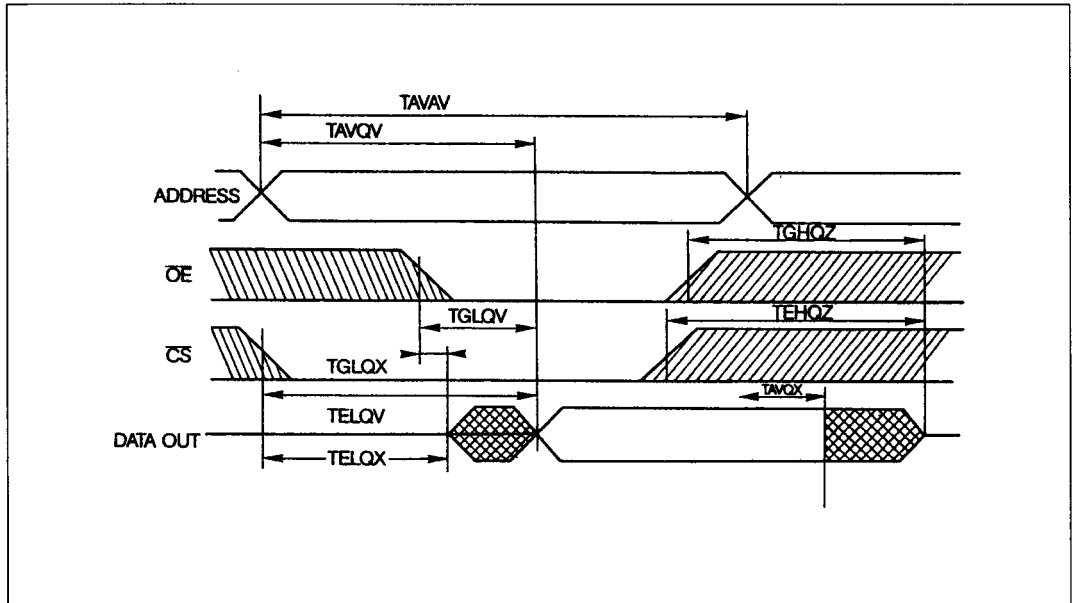 TAVAV
TAVQV
ADDRESS
TGHQZ
OE
TGLQV
TEHQZ
CS
TGLQX
TAVQX
TELQV
DATA OUT
TELQX